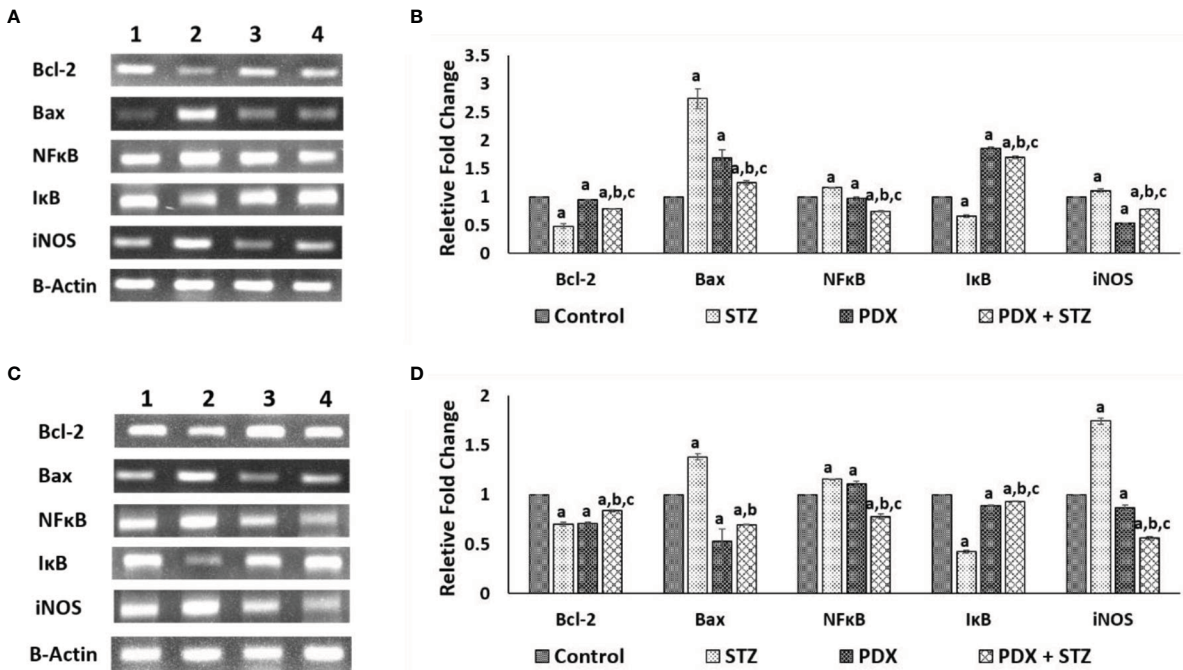 A
1 2 3 4
Bcl-2
Bax
NFκB
IκB
iNOS
B-Actin
B
Reletive Fold Change
3.5
3
2.5
2
1.5
1
0.5
0
a a a,b,c
a a a,b,c
a a a,b,c
a a a,b,c
a a a,b,c
Bcl-2 Bax NFκB IκB iNOS
Control STZ PDX PDX + STZ
C
1 2 3 4
Bcl-2
Bax
NFκB
IκB
iNOS
B-Actin
D
Reletive Fold Change
2
1.5
1
0.5
0
a a a,b,c
a a a,b
a a a,b,c
a a a,b,c
a a a,b,c
Bcl-2 Bax NFκB IκB iNOS
Control STZ PDX PDX + STZ